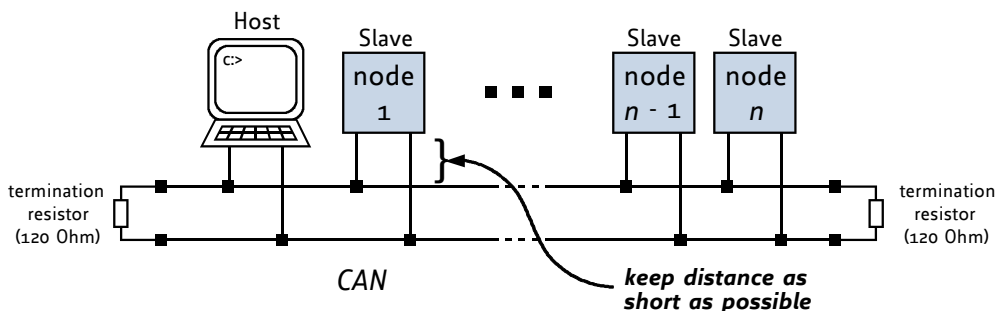 Host
C:>
Slave
node
1
Slave
node
n - 1
Slave
node
n
termination
resistor
(120 Ohm)
termination
resistor
(120 Ohm)
CAN
keep distance as
short as possible